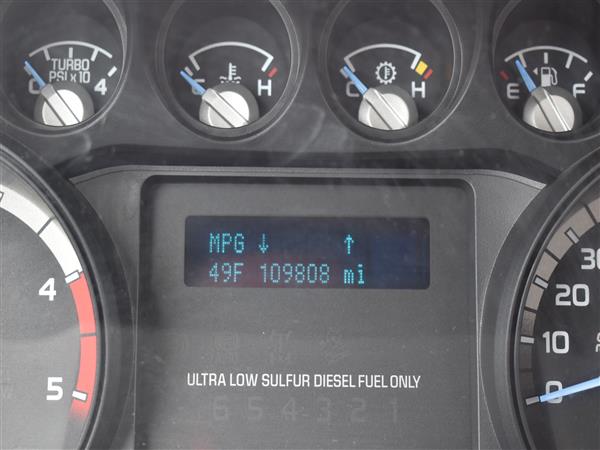 TURBO
PSI x 10
0 4
C H
C H
E F
MPG ↓ ↑
49F 109808 mi
4
5
30
20
10
0
ULTRA LOW SULFUR DIESEL FUEL ONLY
6 5 4 3 2 1